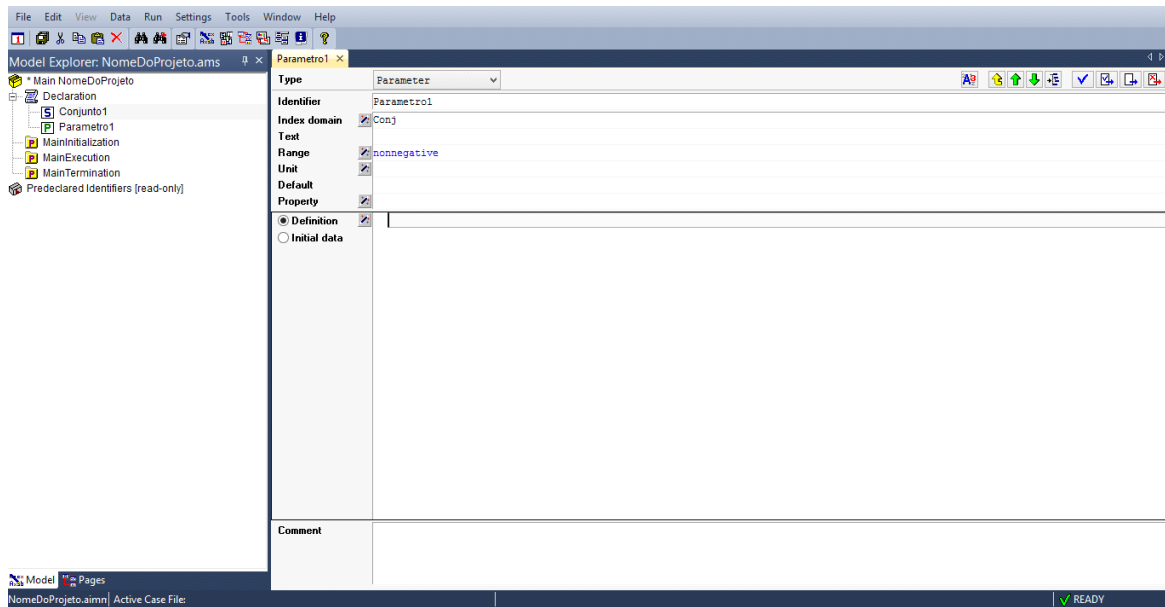 File Edit View Data Run Settings Tools Window Help
Model Explorer: NomeDoProjeto.ams
* Main NomeDoProjeto
Declaration
S Conjunto1
P Parametro1
P MainInitialization
P MainExecution
P MainTermination
Predeclared Identifiers [read-only]
Model Pages
Parametro1
Type Parameter
Identifier Parametro1
Index domain Conj
Text
Range nonnegative
Unit
Default
Property
Definition
Initial data
Comment
NomeDoProjeto.aimn Active Case File: READY